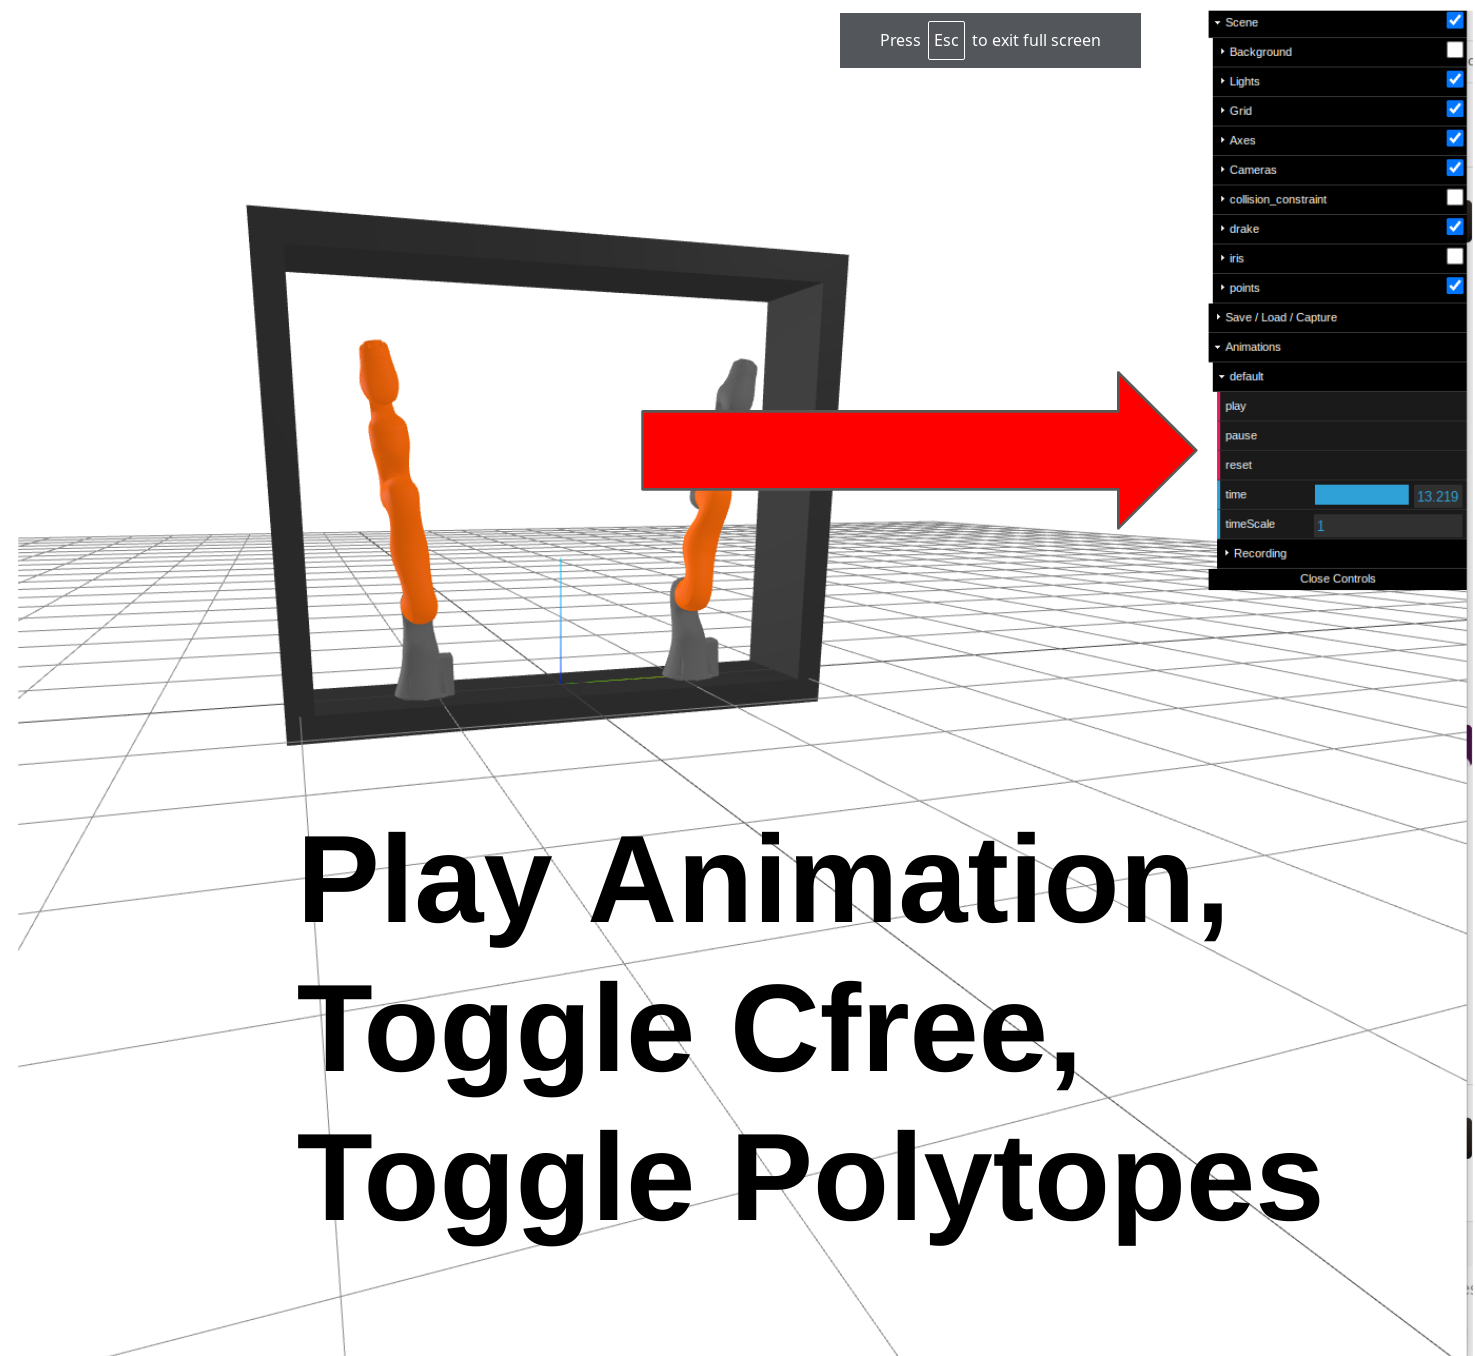 Press Esc to exit full screen
Scene
Background
Lights
Grid
Axes
Cameras
collision_constraint
drake
iris
points
Save / Load / Capture
Animations
default
play
pause
reset
time 13.219
timeScale 1
Recording
Close Controls
Play Animation,
Toggle Cfree,
Toggle Polytopes